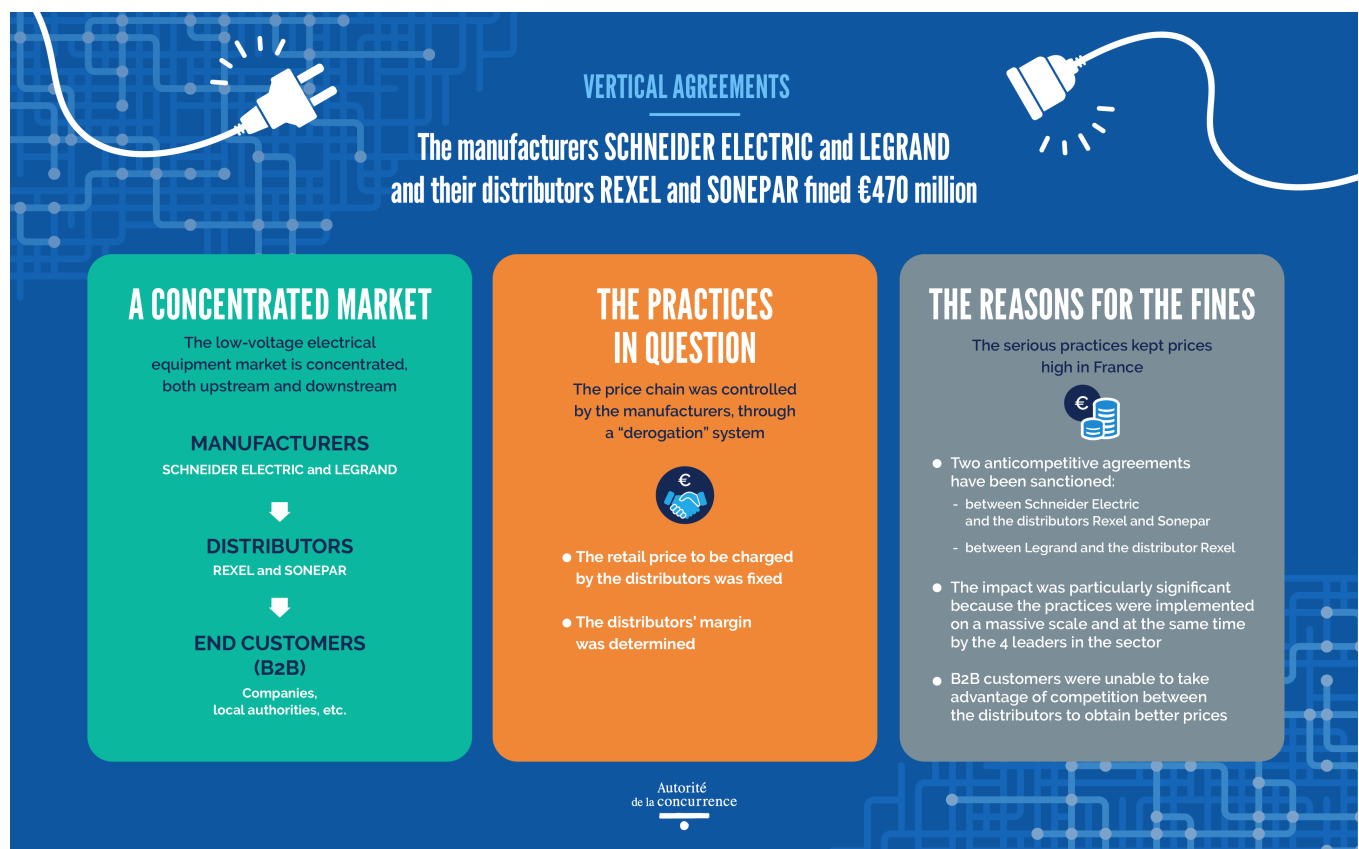 VERTICAL AGREEMENTS
The manufacturers SCHNEIDER ELECTRIC and LEGRAND
and their distributors REXEL and SONEPAR fined €470 million
A CONCENTRATED MARKET
The low-voltage electrical
equipment market is concentrated,
both upstream and downstream
MANUFACTURERS
SCHNEIDER ELECTRIC and LEGRAND
DISTRIBUTORS
REXEL and SONEPAR
END CUSTOMERS
(B2B)
Companies,
local authorities, etc.
THE PRACTICES
IN QUESTION
The price chain was controlled
by the manufacturers, through
a “derogation” system
€
● The retail price to be charged
by the distributors was fixed
● The distributors’ margin
was determined
THE REASONS FOR THE FINES
The serious practices kept prices
high in France
€
● Two anticompetitive agreements
have been sanctioned:
- between Schneider Electric
and the distributors Rexel and Sonepar
- between Legrand and the distributor Rexel
● The impact was particularly significant
because the practices were implemented
on a massive scale and at the same time
by the 4 leaders in the sector
● B2B customers were unable to take
advantage of competition between
the distributors to obtain better prices
Autorité
de la concurrence